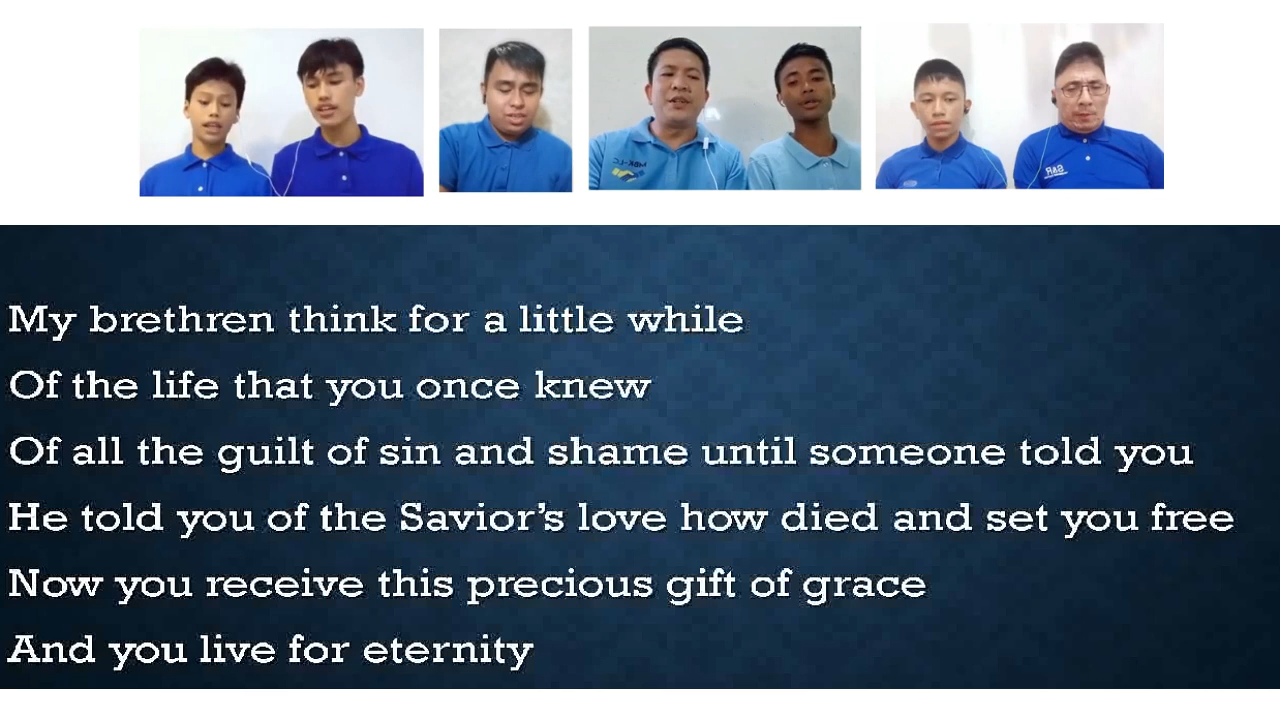 MBK-LC
S&R
My brethren think for a little while
Of the life that you once knew
Of all the guilt of sin and shame until someone told you
He told you of the Savior's love how died and set you free
Now you receive this precious gift of grace
And you live for eternity